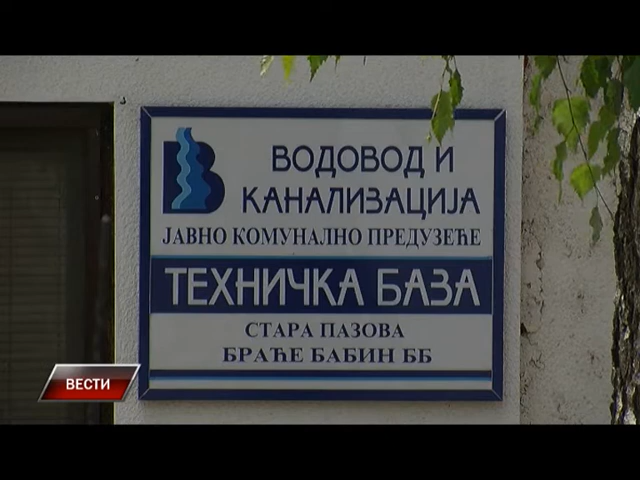 ВОДОВОД И
КАНАЛИЗАЦИЈА
ЈАВНО КОМУНАЛНО ПРЕДУЗЕЋЕ
ТЕХНИЧКА БАЗА
СТАРА ПАЗОВА
БРАЋЕ БАБИН ББ
ВЕСТИ